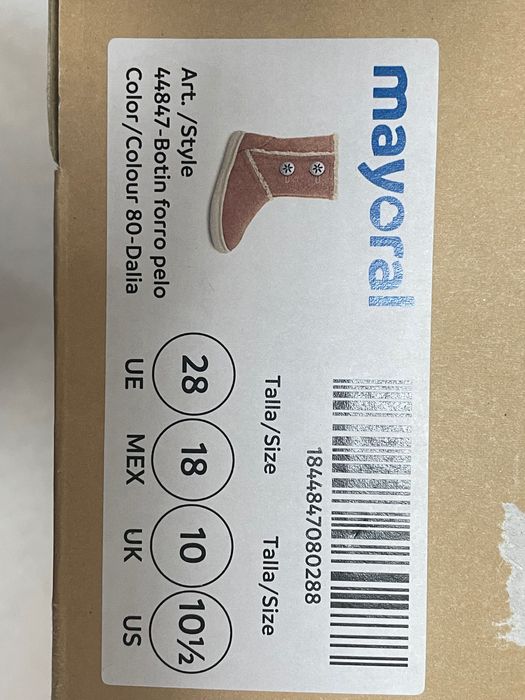 mayoral
1844847080288
Talla/Size Talla/Size
28 18 10 10½
UE MEX UK US
Art. /Style
44847-Botin forro pelo
Color/Colour 80-Dalia